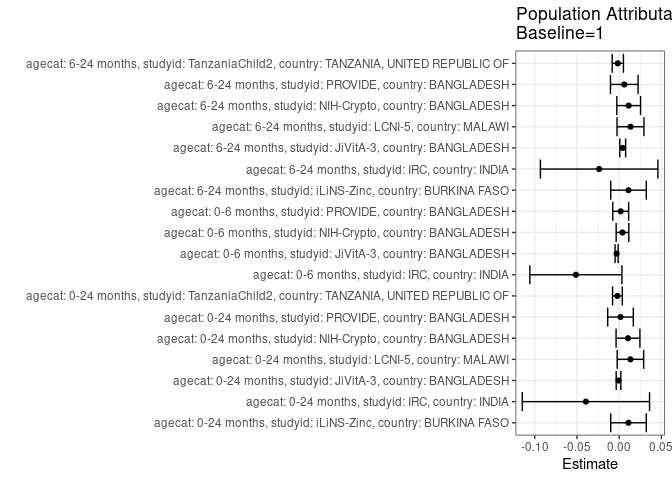 Population Attributa
Baseline=1
agecat: 6-24 months, studyid: TanzaniaChild2, country: TANZANIA, UNITED REPUBLIC OF
agecat: 6-24 months, studyid: PROVIDE, country: BANGLADESH
agecat: 6-24 months, studyid: NIH-Crypto, country: BANGLADESH
agecat: 6-24 months, studyid: LCNI-5, country: MALAWI
agecat: 6-24 months, studyid: JiVitA-3, country: BANGLADESH
agecat: 6-24 months, studyid: IRC, country: INDIA
agecat: 6-24 months, studyid: iLiNS-Zinc, country: BURKINA FASO
agecat: 0-6 months, studyid: PROVIDE, country: BANGLADESH
agecat: 0-6 months, studyid: NIH-Crypto, country: BANGLADESH
agecat: 0-6 months, studyid: JiVitA-3, country: BANGLADESH
agecat: 0-6 months, studyid: IRC, country: INDIA
agecat: 0-24 months, studyid: TanzaniaChild2, country: TANZANIA, UNITED REPUBLIC OF
agecat: 0-24 months, studyid: PROVIDE, country: BANGLADESH
agecat: 0-24 months, studyid: NIH-Crypto, country: BANGLADESH
agecat: 0-24 months, studyid: LCNI-5, country: MALAWI
agecat: 0-24 months, studyid: JiVitA-3, country: BANGLADESH
agecat: 0-24 months, studyid: IRC, country: INDIA
agecat: 0-24 months, studyid: iLiNS-Zinc, country: BURKINA FASO
-0.10 -0.05 0.00 0.05
Estimate